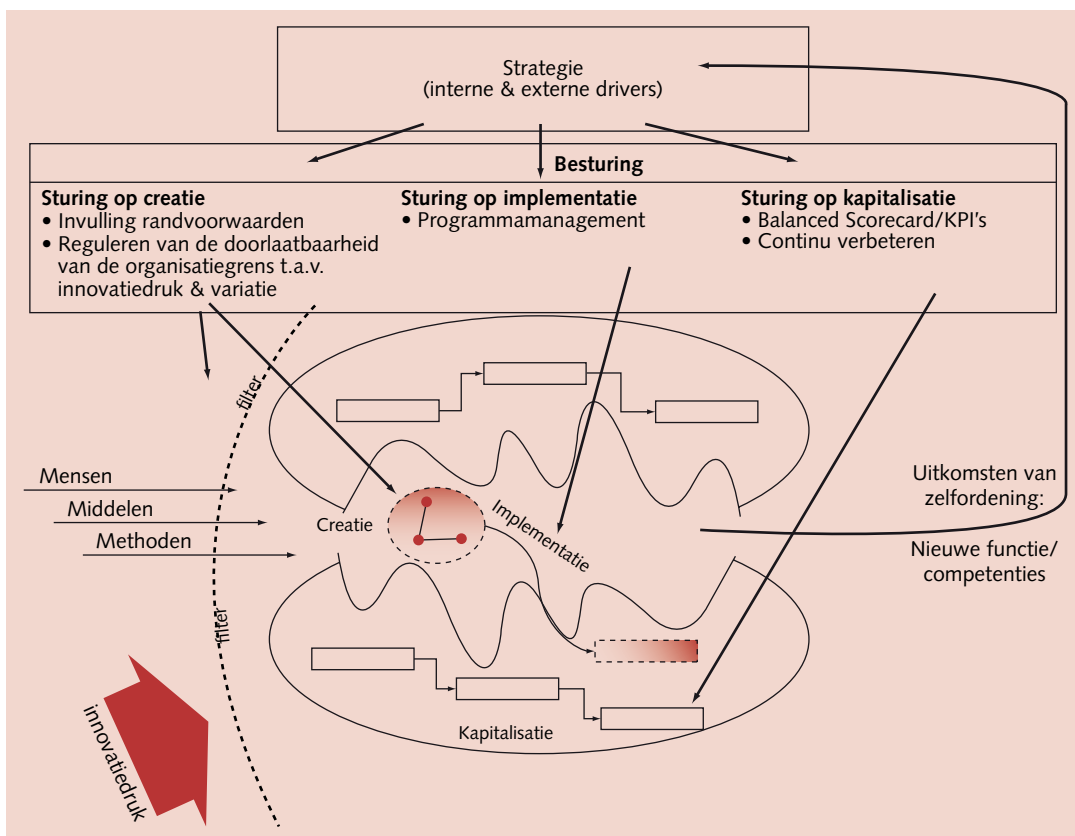 Strategie
(interne & externe drivers)
Besturing
Sturing op creatie
• Invulling randvoorwaarden
• Reguleren van de doorlaatbaarheid
van de organisatiegrens t.a.v.
innovatiedruk & variatie
Sturing op implementatie
• Programmamanagement
Sturing op kapitalisatie
• Balanced Scorecard/KPI's
• Continu verbeteren
filter
Mensen
Middelen
Methoden
Creatie
Implementatie
Uitkomsten van
zelfordening:
Nieuwe functie/
competenties
filter
Kapitalisatie
innovatiedruk